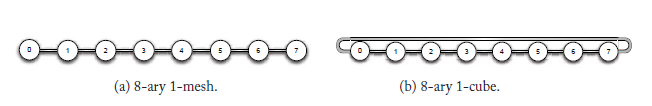 0 1 2 3 4 5 6 7
0 1 2 3 4 5 6 7
(a) 8-ary 1-mesh.
(b) 8-ary 1-cube.